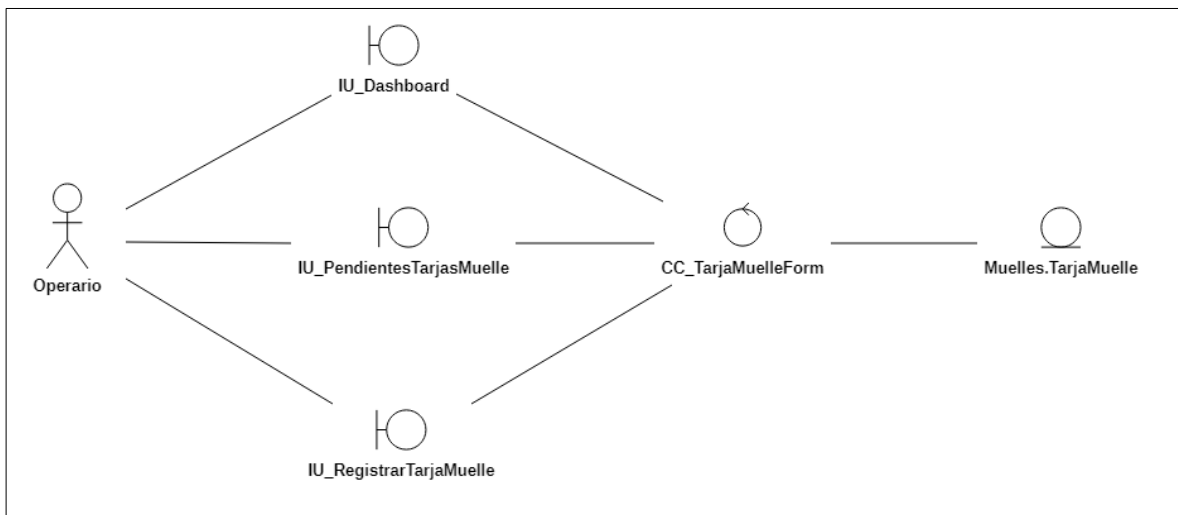 IU_Dashboard
IU_PendientesTarjasMuelle
CC_TarjaMuelleForm
Muelles.TarjaMuelle
Operario
IU_RegistrarTarjaMuelle